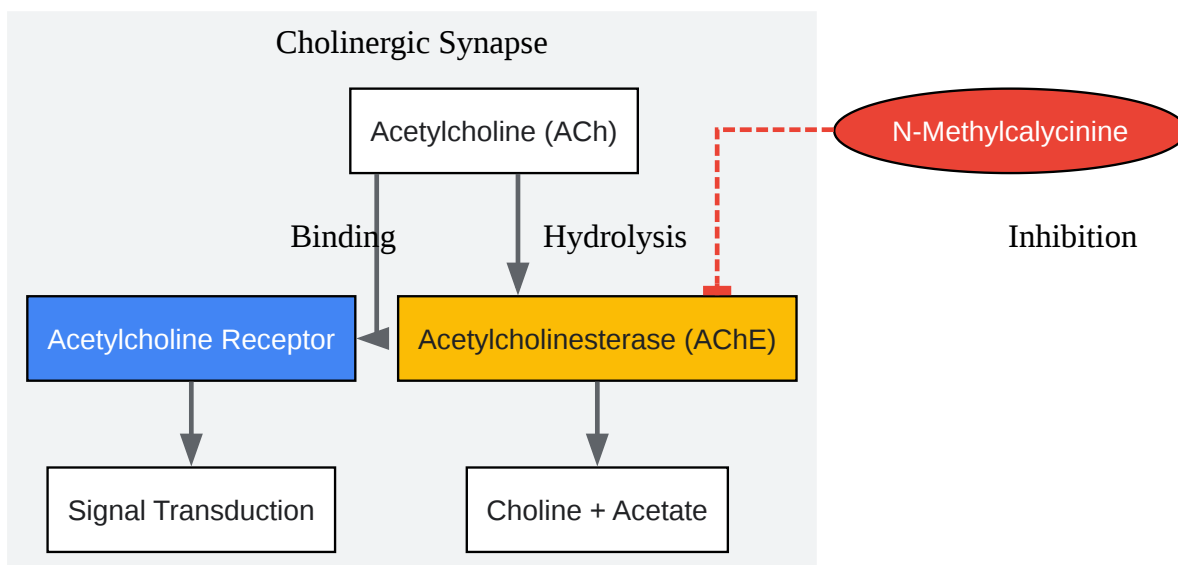 Cholinergic Synapse
Acetylcholine (ACh)
N-Methylcalycinine
Binding
Hydrolysis
Inhibition
Acetylcholine Receptor
Acetylcholinesterase (AChE)
Signal Transduction
Choline + Acetate